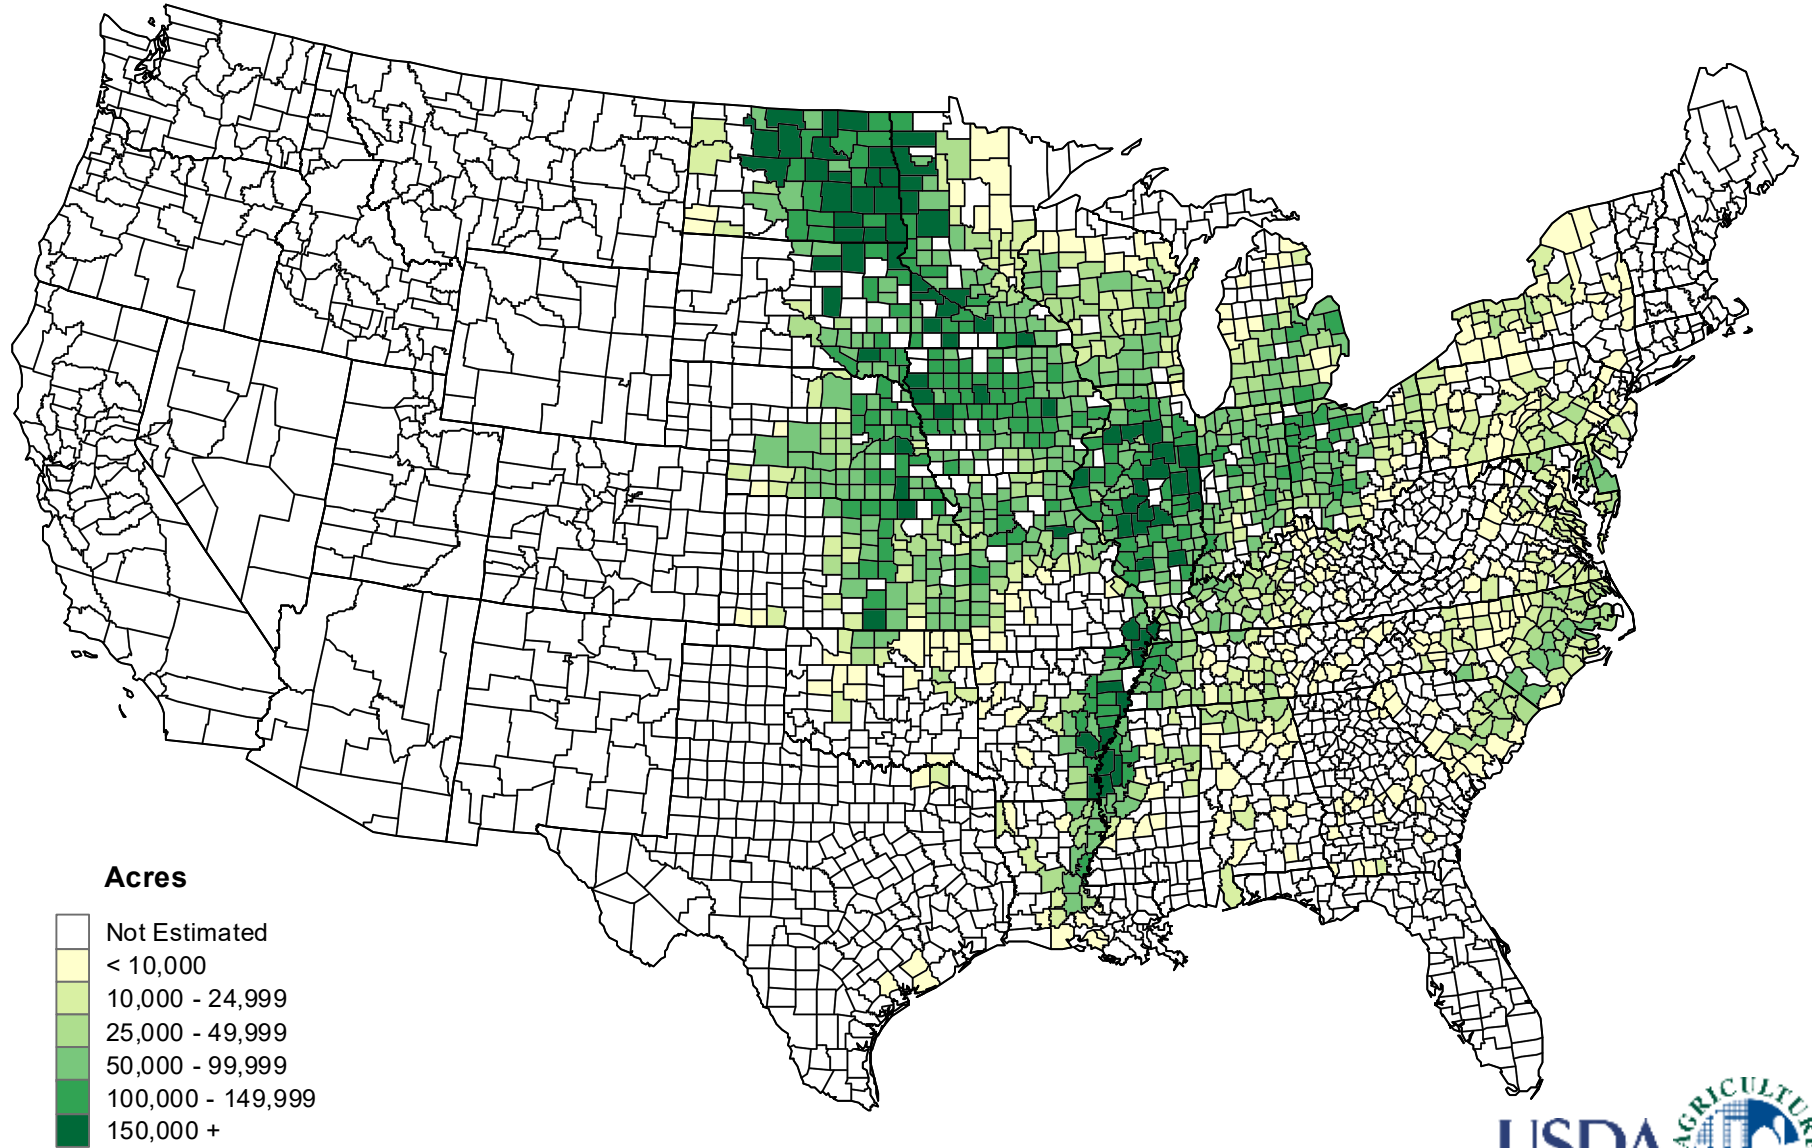 Acres
Not Estimated
< 10,000
10,000 - 24,999
25,000 - 49,999
50,000 - 99,999
100,000 - 149,999
150,000 +
USDA